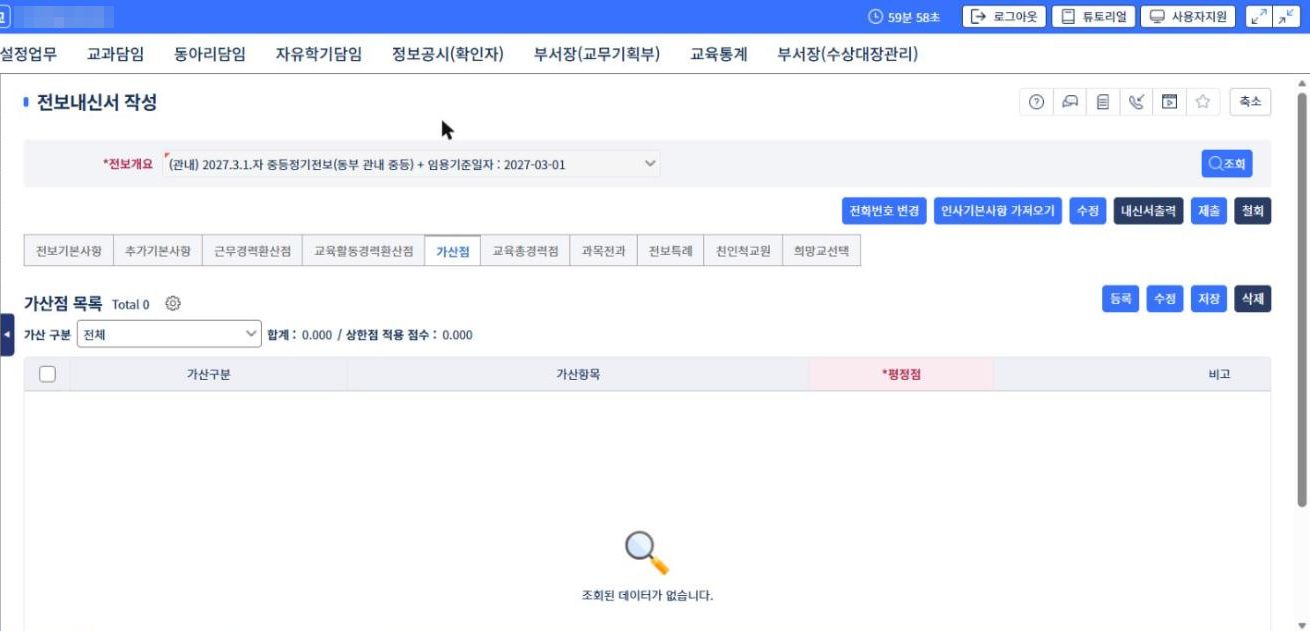 59분 58초 로그아웃 튜토리얼 사용자지원
설정업무 교과담임 동아리담임 자유학기담임 정보공시(확인자) 부서장(교무기획부) 교육통계 부서장(수상대장관리)
전보내신서 작성 축소
*전보개요 (관내) 2027.3.1.자 중등정기전보(동부 관내 중등) + 임용기준일자 : 2027-03-01 조회
전화번호 변경 인사기본사항 가져오기 수정 내신서출력 제출 철회
전보기본사항 추가기본사항 근무경력환산점 교육활동경력환산점 가산점 교육총경력점 과목전과 전보특례 친인척교원 희망교선택
가산점 목록 Total 0 등록 수정 저장 삭제
가산 구분 전체 합계 : 0.000 / 상한점 적용 점수 : 0.000
가산구분 가산항목 *평정점 비고
조회된 데이터가 없습니다.